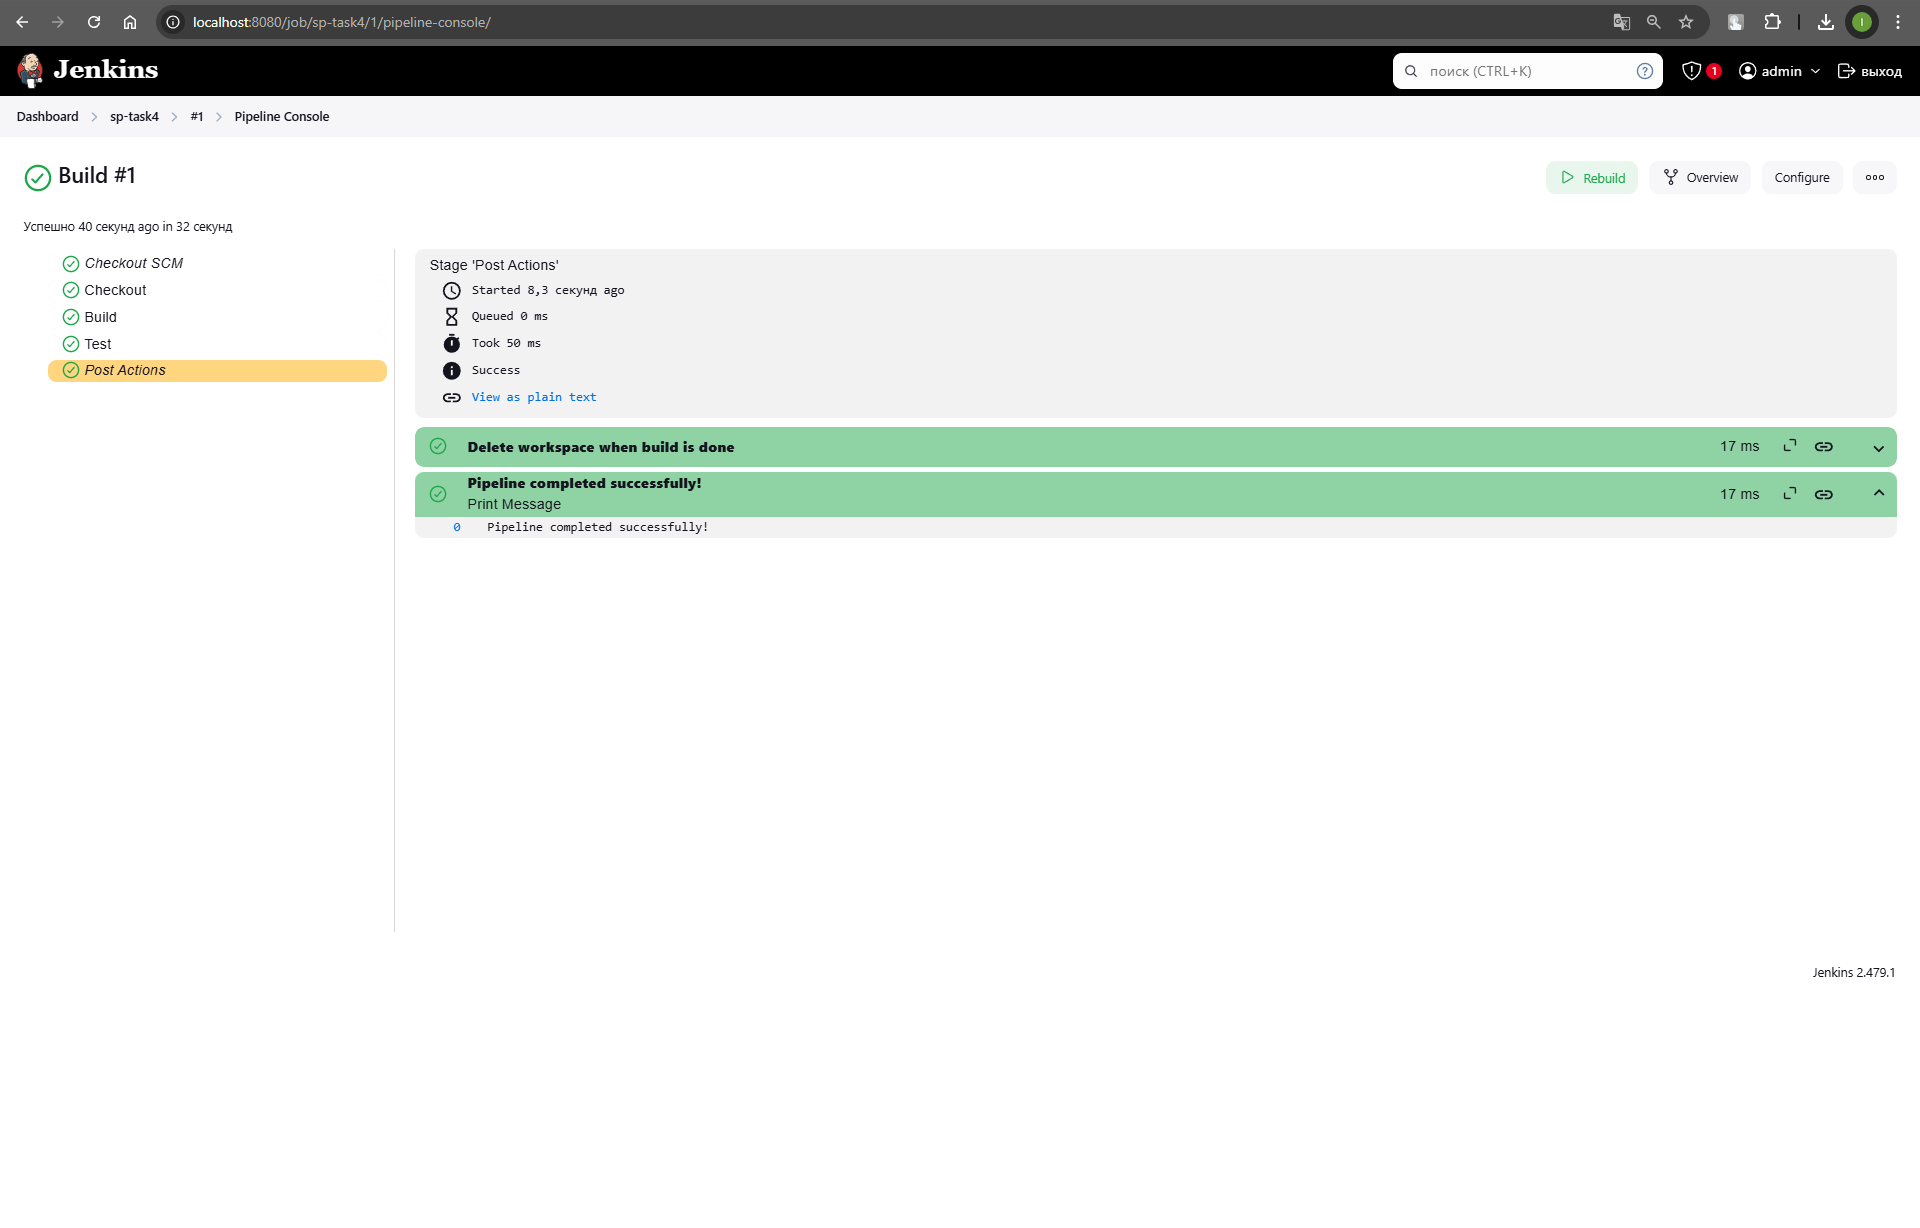 localhost:8080/job/sp-task4/1/pipeline-console/
I
Jenkins
поиск (CTRL+K)
1
admin
выход
Dashboard
sp-task4
#1
Pipeline Console
Build #1
Rebuild
Overview
Configure
Успешно 40 секунд ago in 32 секунд
Checkout SCM
Checkout
Build
Test
Post Actions
Stage 'Post Actions'
Started 8,3 секунд ago
Queued 0 ms
Took 50 ms
Success
View as plain text
Delete workspace when build is done
17 ms
Pipeline completed successfully!
Print Message
17 ms
0 Pipeline completed successfully!
Jenkins 2.479.1